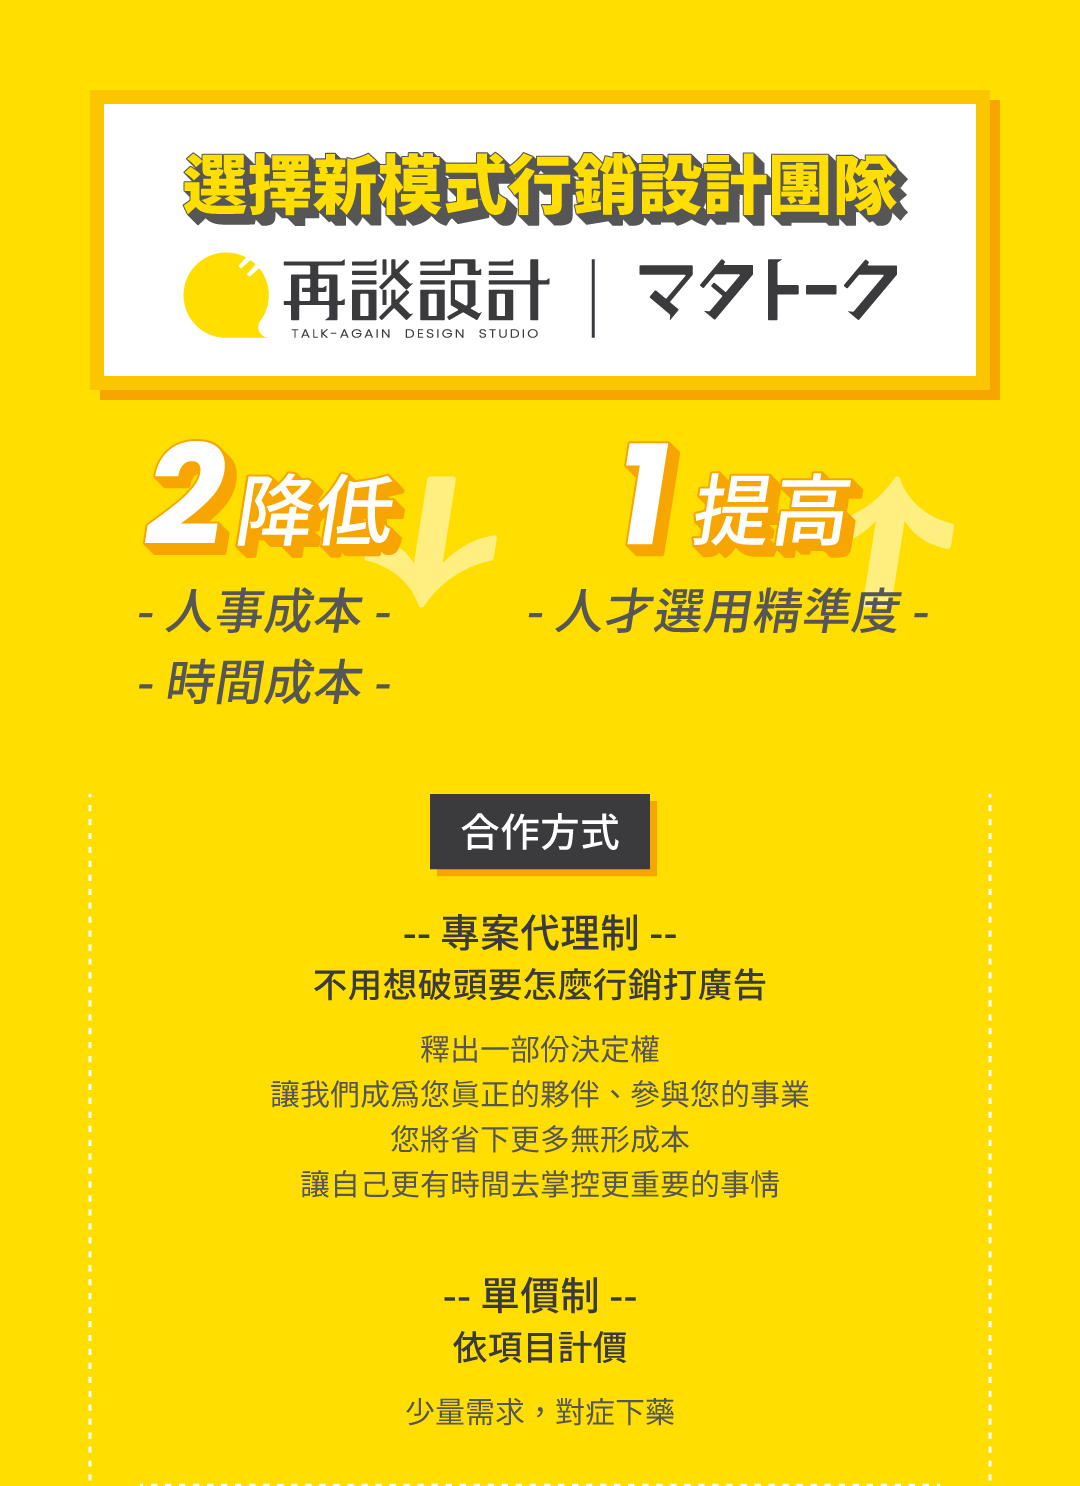 選擇新模式行銷設計團隊
再談設計 | マタトーク
TALK-AGAIN DESIGN STUDIO
2降低
- 人事成本 -
- 時間成本 -
1提高
- 人才選用精準度 -
合作方式
-- 專案代理制 --
不用想破頭要怎麼行銷打廣告
釋出一部份決定權
讓我們成爲您眞正的夥伴、參與您的事業
您將省下更多無形成本
讓自己更有時間去掌控更重要的事情
-- 單價制 --
依項目計價
少量需求，對症下藥